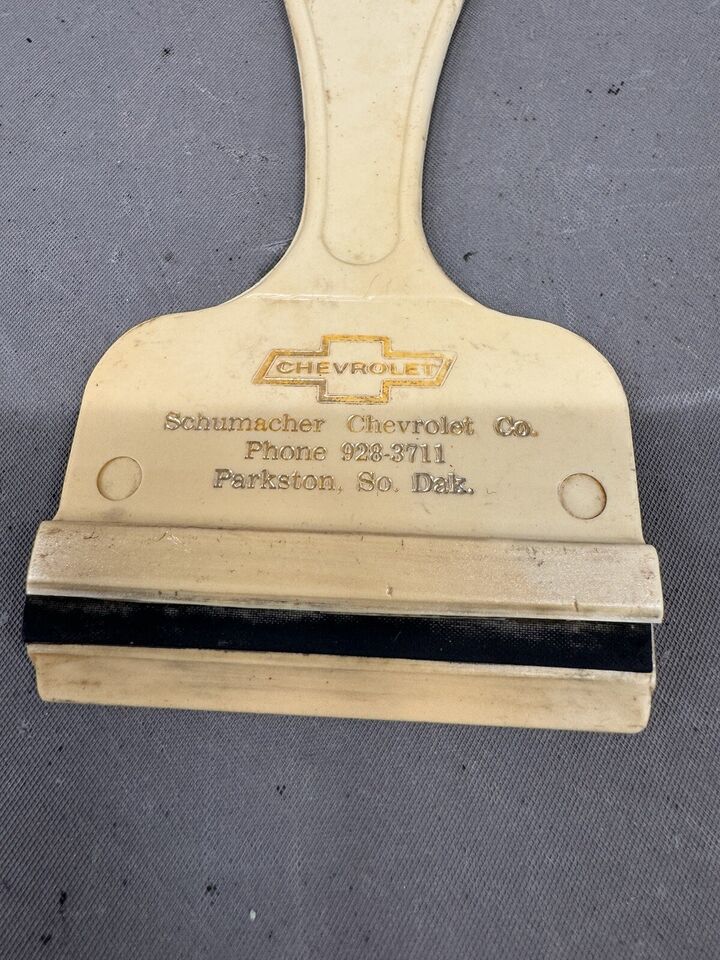 CHEVROLET
Schumacher Chevrolet Co.
Phone 928-3711
Parkston, So. Dak.